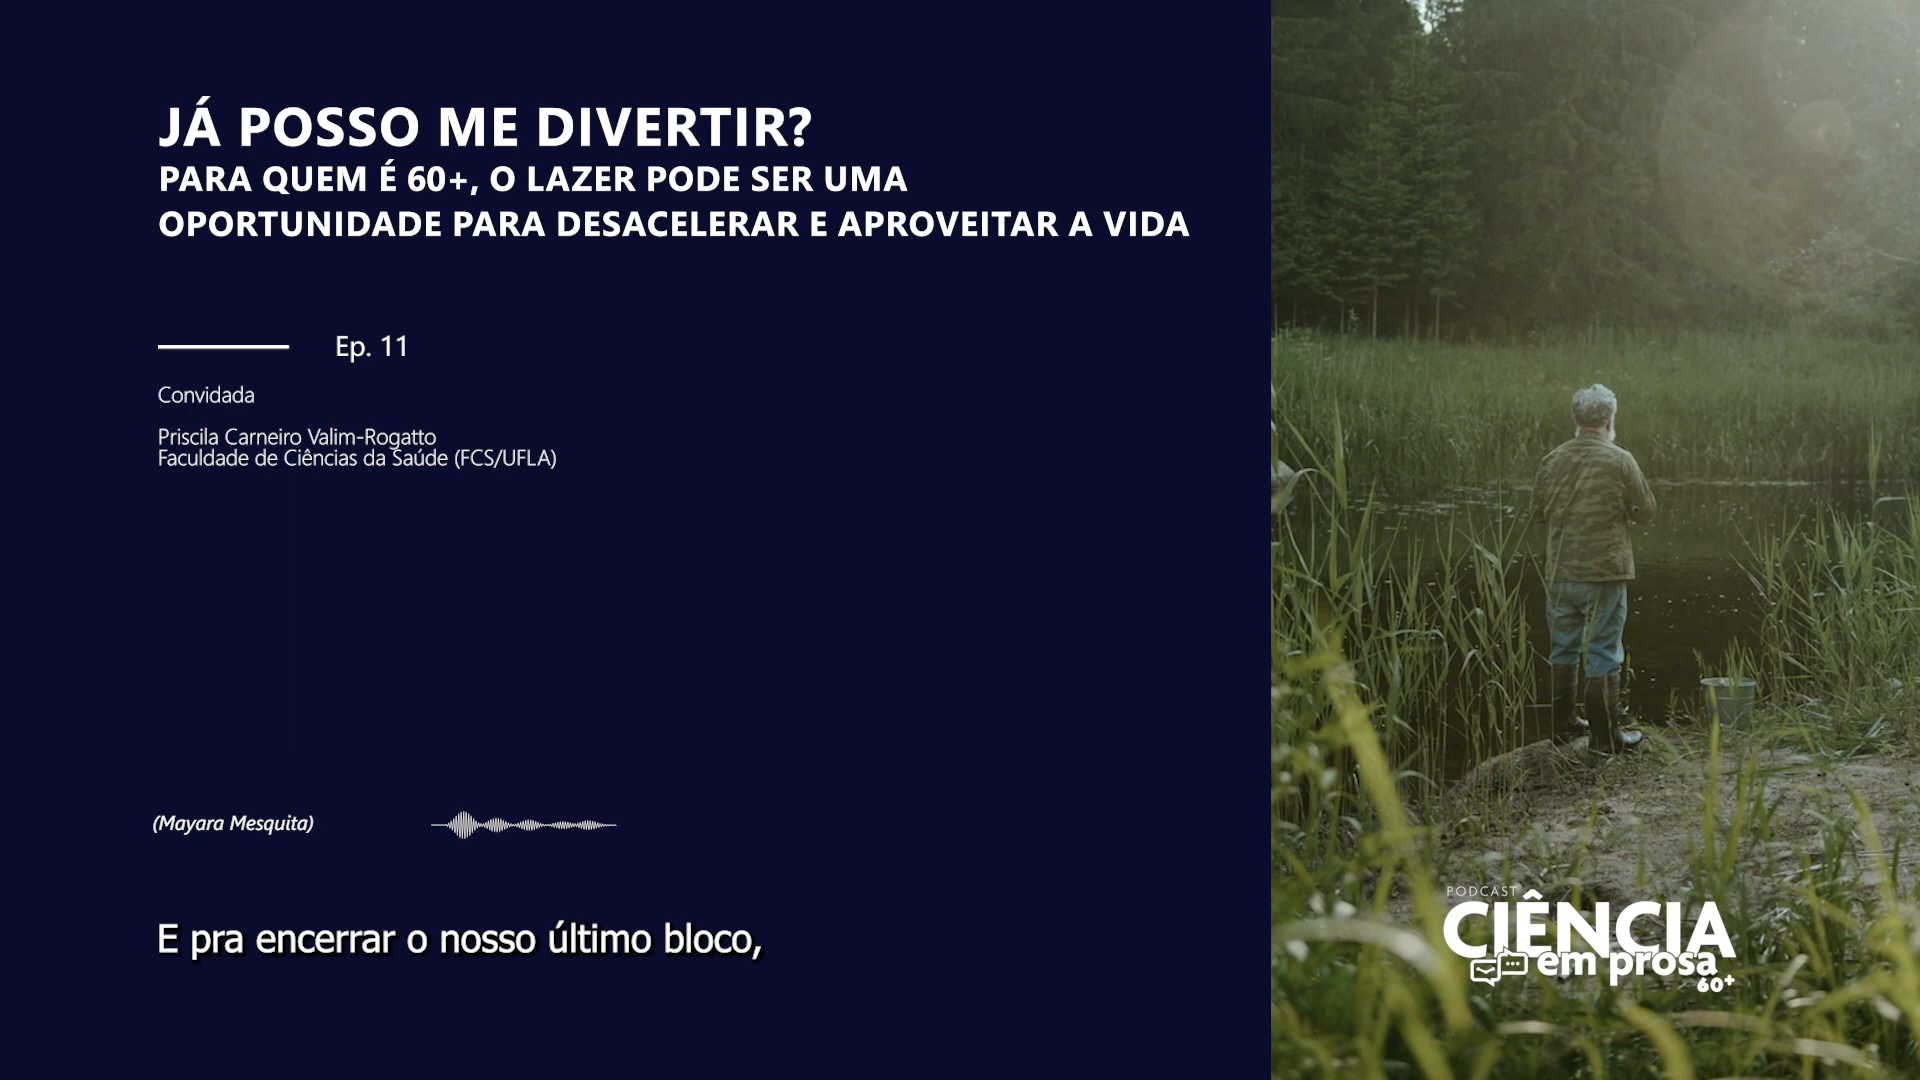 JÁ POSSO ME DIVERTIR?
PARA QUEM É 60+, O LAZER PODE SER UMA
OPORTUNIDADE PARA DESACELERAR E APROVEITAR A VIDA
Ep. 11
Convidada
Priscila Carneiro Valim-Rogatto
Faculdade de Ciências da Saúde (FCS/UFLA)
(Mayara Mesquita)
E pra encerrar o nosso último bloco,
PODCAST
CIÊNCIA
em prosa
60+